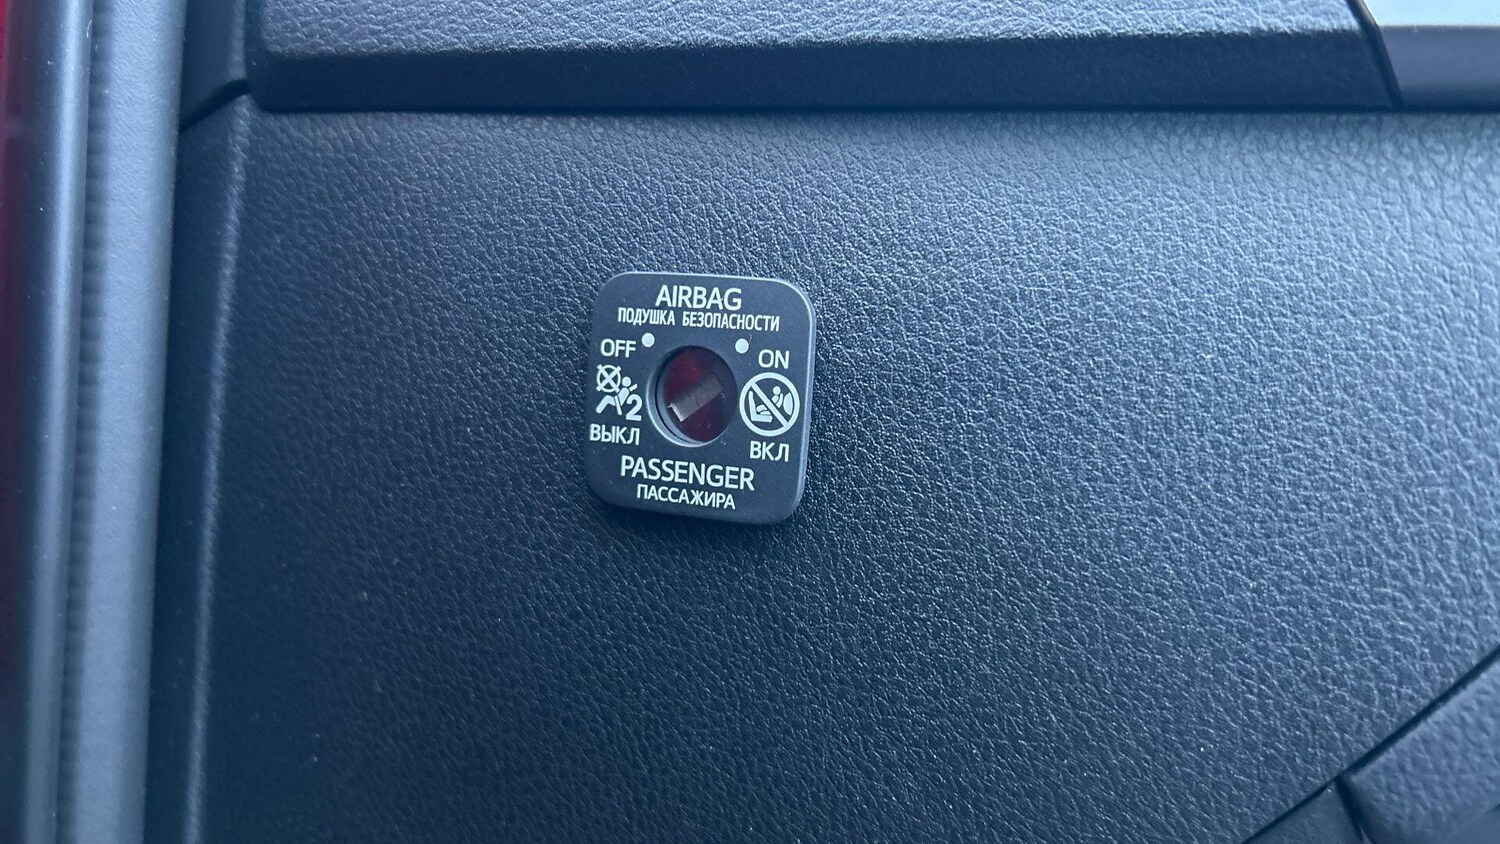 AIRBAG
ПОДУШКА БЕЗОПАСНОСТИ
OFF
ON
2
ВЫКЛ
ВКЛ
PASSENGER
ПАССАЖИРА